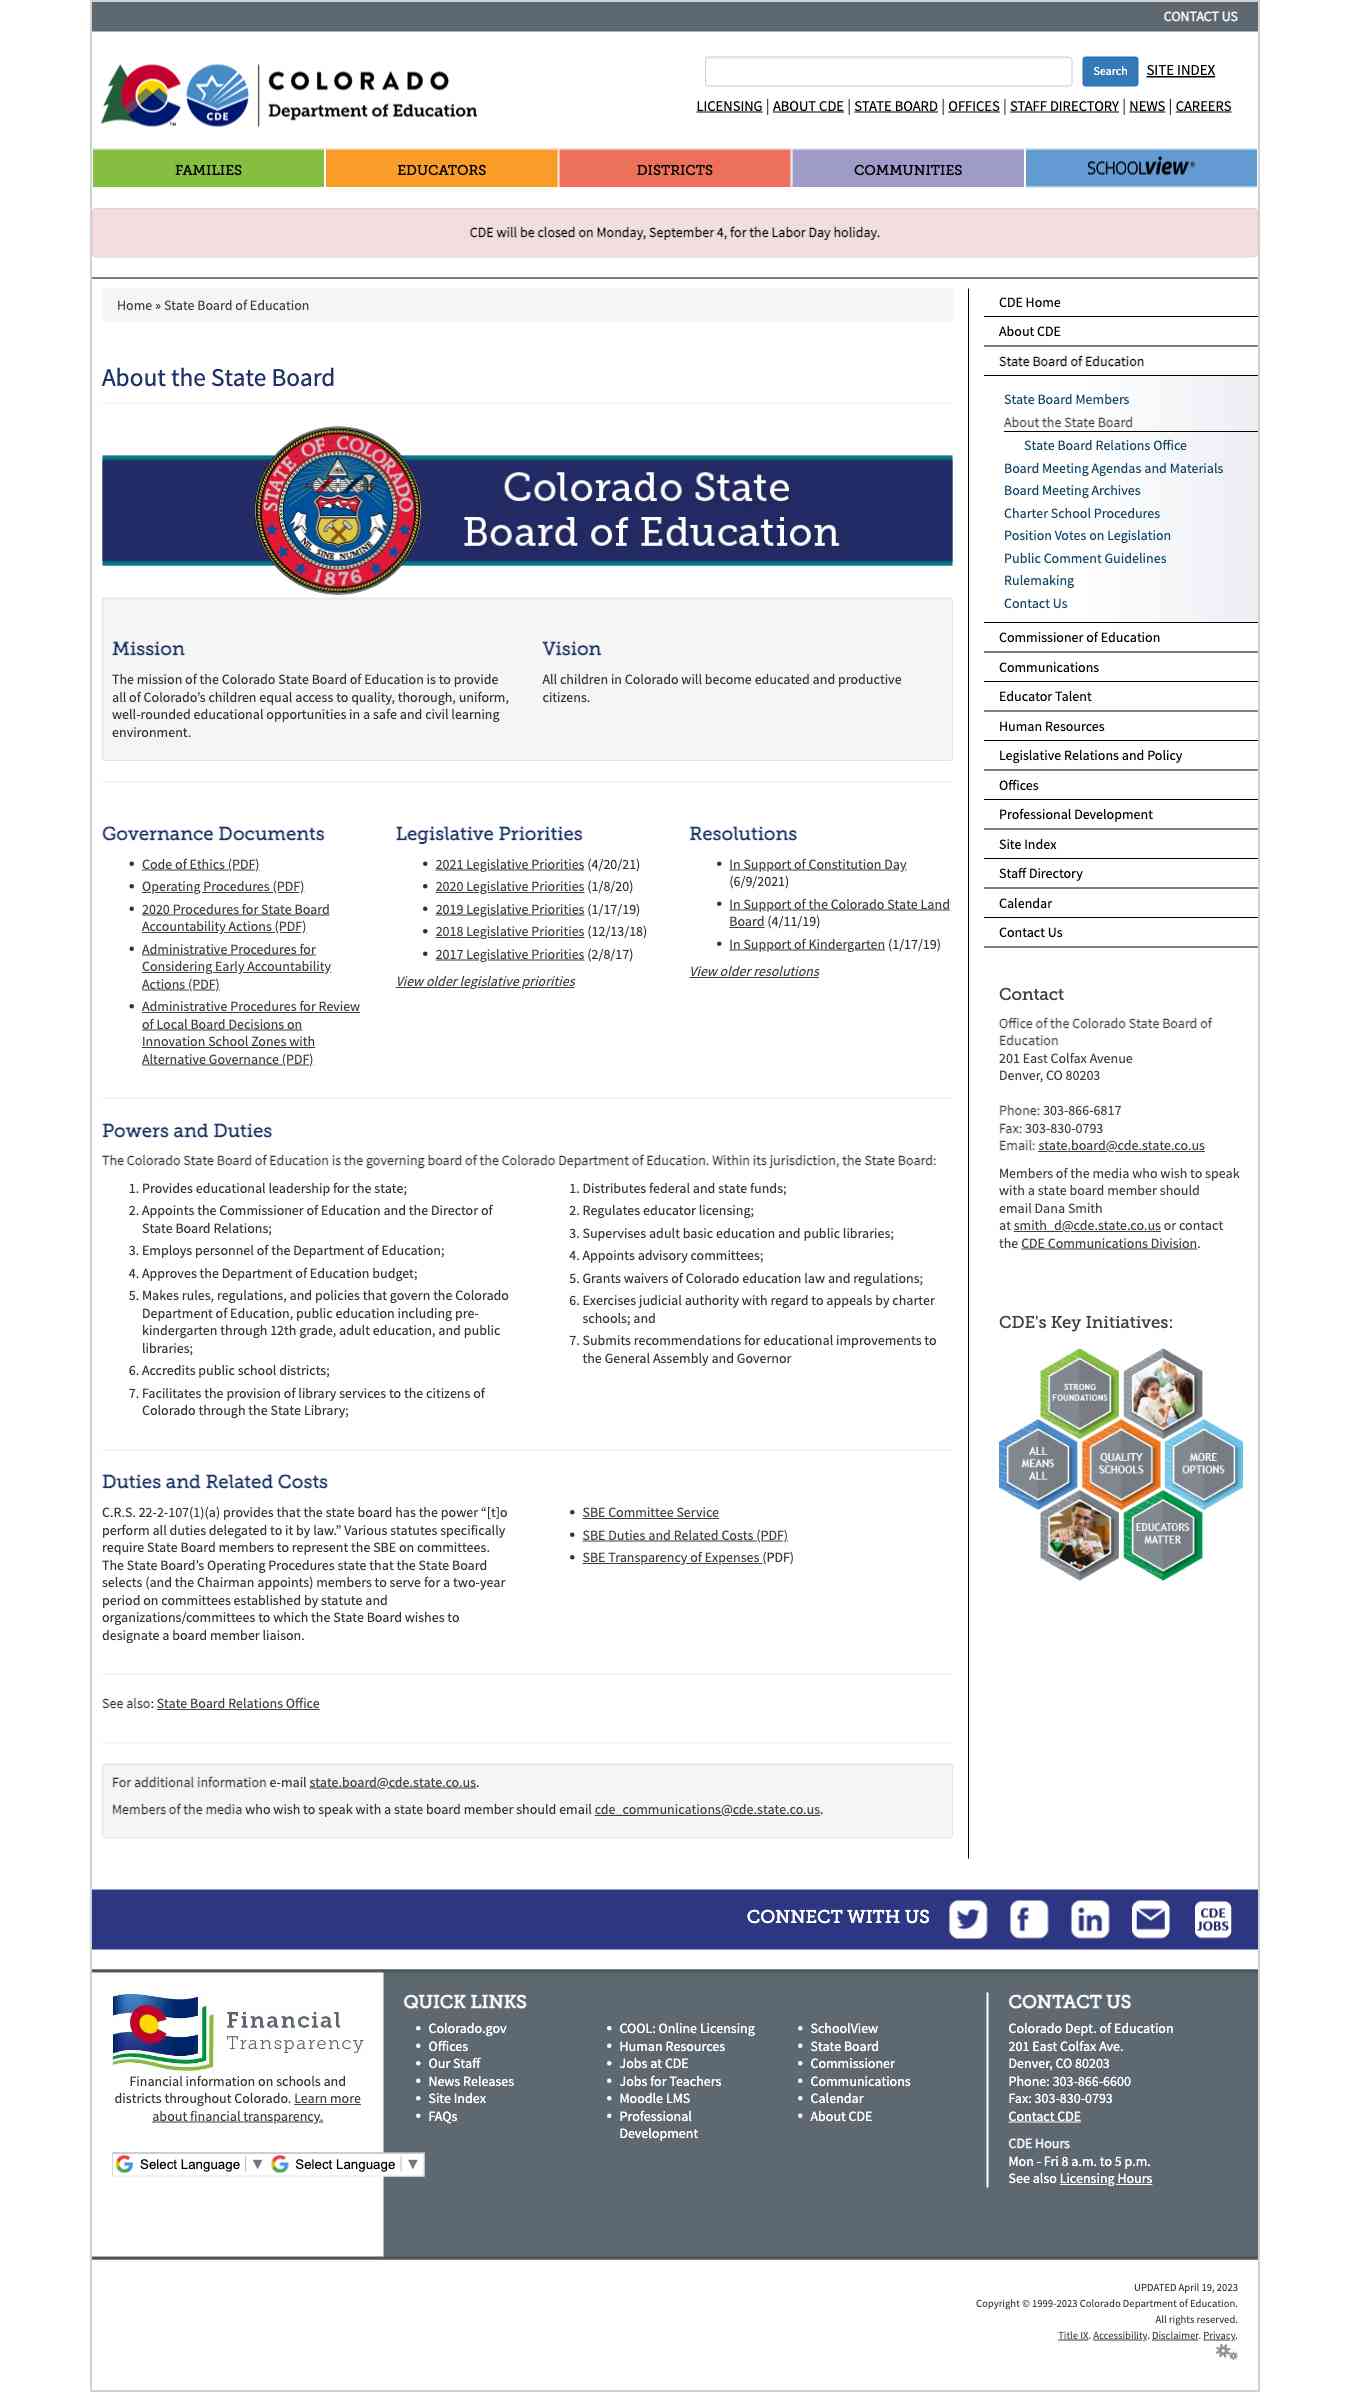 CONTACT US
COLORADO
Department of Education
CDE
TM
Search
SITE INDEX
LICENSING | ABOUT CDE | STATE BOARD | OFFICES | STAFF DIRECTORY | NEWS | CAREERS
FAMILIES
EDUCATORS
DISTRICTS
COMMUNITIES
SCHOOLVIEW®
CDE will be closed on Monday, September 4, for the Labor Day holiday.
Home » State Board of Education
About the State Board
STATE OF COLORADO
NIL SINE NUMINE
1876
Colorado State
Board of Education
Mission
The mission of the Colorado State Board of Education is to provide
all of Colorado's children equal access to quality, thorough, uniform,
well-rounded educational opportunities in a safe and civil learning
environment.
Vision
All children in Colorado will become educated and productive
citizens.
Governance Documents
• Code of Ethics (PDF)
• Operating Procedures (PDF)
• 2020 Procedures for State Board
Accountability Actions (PDF)
• Administrative Procedures for
Considering Early Accountability
Actions (PDF)
• Administrative Procedures for Review
of Local Board Decisions on
Innovation School Zones with
Alternative Governance (PDF)
Legislative Priorities
• 2021 Legislative Priorities (4/20/21)
• 2020 Legislative Priorities (1/8/20)
• 2019 Legislative Priorities (1/17/19)
• 2018 Legislative Priorities (12/13/18)
• 2017 Legislative Priorities (2/8/17)
View older legislative priorities
Resolutions
• In Support of Constitution Day
(6/9/2021)
• In Support of the Colorado State Land
Board (4/11/19)
• In Support of Kindergarten (1/17/19)
View older resolutions
Powers and Duties
The Colorado State Board of Education is the governing board of the Colorado Department of Education. Within its jurisdiction, the State Board:
1. Provides educational leadership for the state;
2. Appoints the Commissioner of Education and the Director of
State Board Relations;
3. Employs personnel of the Department of Education;
4. Approves the Department of Education budget;
5. Makes rules, regulations, and policies that govern the Colorado
Department of Education, public education including pre-
kindergarten through 12th grade, adult education, and public
libraries;
6. Accredits public school districts;
7. Facilitates the provision of library services to the citizens of
Colorado through the State Library;
1. Distributes federal and state funds;
2. Regulates educator licensing;
3. Supervises adult basic education and public libraries;
4. Appoints advisory committees;
5. Grants waivers of Colorado education law and regulations;
6. Exercises judicial authority with regard to appeals by charter
schools; and
7. Submits recommendations for educational improvements to
the General Assembly and Governor
Duties and Related Costs
C.R.S. 22-2-107(1)(a) provides that the state board has the power “[t]o
perform all duties delegated to it by law.” Various statutes specifically
require State Board members to represent the SBE on committees.
The State Board's Operating Procedures state that the State Board
selects (and the Chairman appoints) members to serve for a two-year
period on committees established by statute and
organizations/committees to which the State Board wishes to
designate a board member liaison.
• SBE Committee Service
• SBE Duties and Related Costs (PDF)
• SBE Transparency of Expenses (PDF)
See also: State Board Relations Office
For additional information e-mail state.board@cde.state.co.us.
Members of the media who wish to speak with a state board member should email cde_communications@cde.state.co.us.
CDE Home
About CDE
State Board of Education
State Board Members
About the State Board
State Board Relations Office
Board Meeting Agendas and Materials
Board Meeting Archives
Charter School Procedures
Position Votes on Legislation
Public Comment Guidelines
Rulemaking
Contact Us
Commissioner of Education
Communications
Educator Talent
Human Resources
Legislative Relations and Policy
Offices
Professional Development
Site Index
Staff Directory
Calendar
Contact Us
Contact
Office of the Colorado State Board of
Education
201 East Colfax Avenue
Denver, CO 80203
Phone: 303-866-6817
Fax: 303-830-0793
Email: state.board@cde.state.co.us
Members of the media who wish to speak
with a state board member should
email Dana Smith
at smith_d@cde.state.co.us or contact
the CDE Communications Division.
CDE's Key Initiatives:
STRONG
FOUNDATIONS
ALL
MEANS
ALL
QUALITY
SCHOOLS
MORE
OPTIONS
EDUCATORS
MATTER
CONNECT WITH US
CDE
JOBS
Financial
Transparency
Financial information on schools and
districts throughout Colorado. Learn more
about financial transparency.
Select Language ▼
Select Language ▼
QUICK LINKS
• Colorado.gov
• Offices
• Our Staff
• News Releases
• Site Index
• FAQs
• COOL: Online Licensing
• Human Resources
• Jobs at CDE
• Jobs for Teachers
• Moodle LMS
• Professional
Development
• SchoolView
• State Board
• Commissioner
• Communications
• Calendar
• About CDE
CONTACT US
Colorado Dept. of Education
201 East Colfax Ave.
Denver, CO 80203
Phone: 303-866-6600
Fax: 303-830-0793
Contact CDE
CDE Hours
Mon - Fri 8 a.m. to 5 p.m.
See also Licensing Hours
UPDATED April 19, 2023
Copyright © 1999-2023 Colorado Department of Education.
All rights reserved.
Title IX. Accessibility. Disclaimer. Privacy.